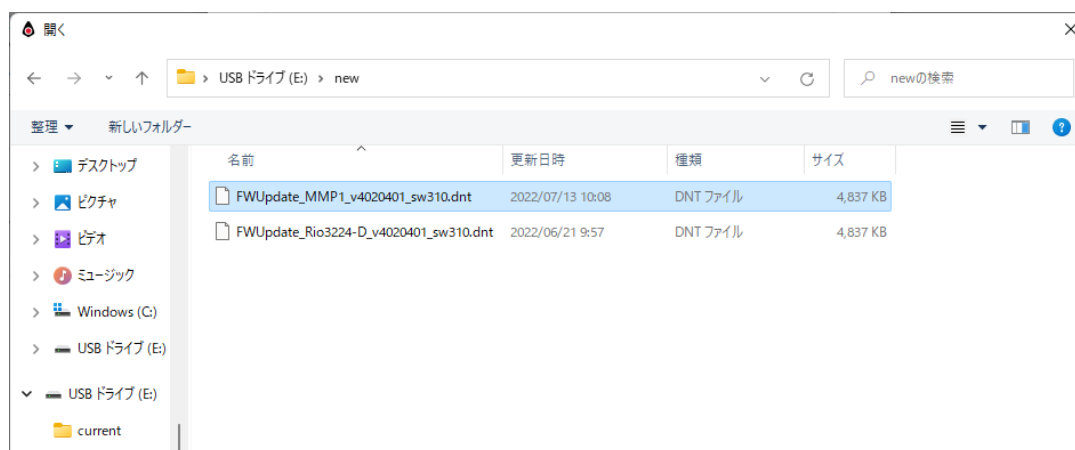 開く
USB ドライブ (E:) › new
newの検索
整理
新しいフォルダー
名前 更新日時 種類 サイズ
FWUpdate_MMP1_v4020401_sw310.dnt 2022/07/13 10:08 DNT ファイル 4,837 KB
FWUpdate_Rio3224-D_v4020401_sw310.dnt 2022/06/21 9:57 DNT ファイル 4,837 KB
デスクトップ
ピクチャ
ビデオ
ミュージック
Windows (C:)
USB ドライブ (E:)
USB ドライブ (E:)
current